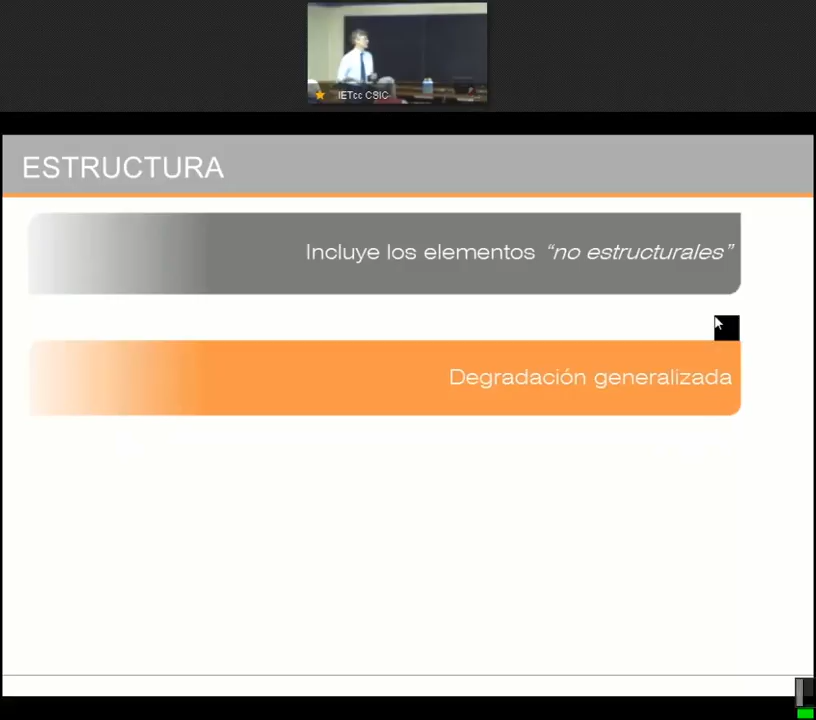 IETcc CSIC
ESTRUCTURA
Incluye los elementos “no estructurales”
Degradación generalizada